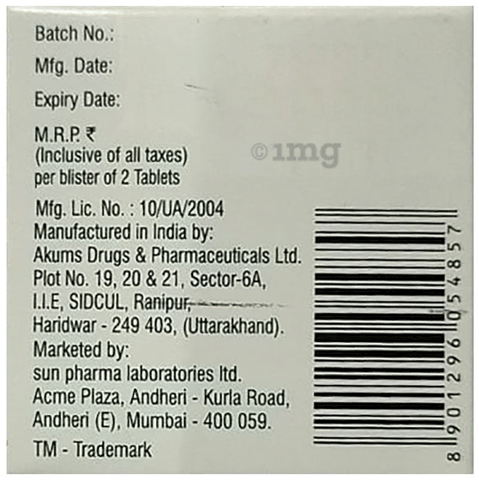 Batch No.:
Mfg. Date:
Expiry Date:
M.R.P. ₹
(Inclusive of all taxes)
per blister of 2 Tablets
©1mg
Mfg. Lic. No. : 10/UA/2004
Manufactured in India by:
Akums Drugs & Pharmaceuticals Ltd.
Plot No. 19, 20 & 21, Sector-6A,
I.I.E, SIDCUL, Ranipur,
Haridwar - 249 403, (Uttarakhand).
Marketed by:
sun pharma laboratories ltd.
Acme Plaza, Andheri - Kurla Road,
Andheri (E), Mumbai - 400 059.
TM - Trademark
8901296054857